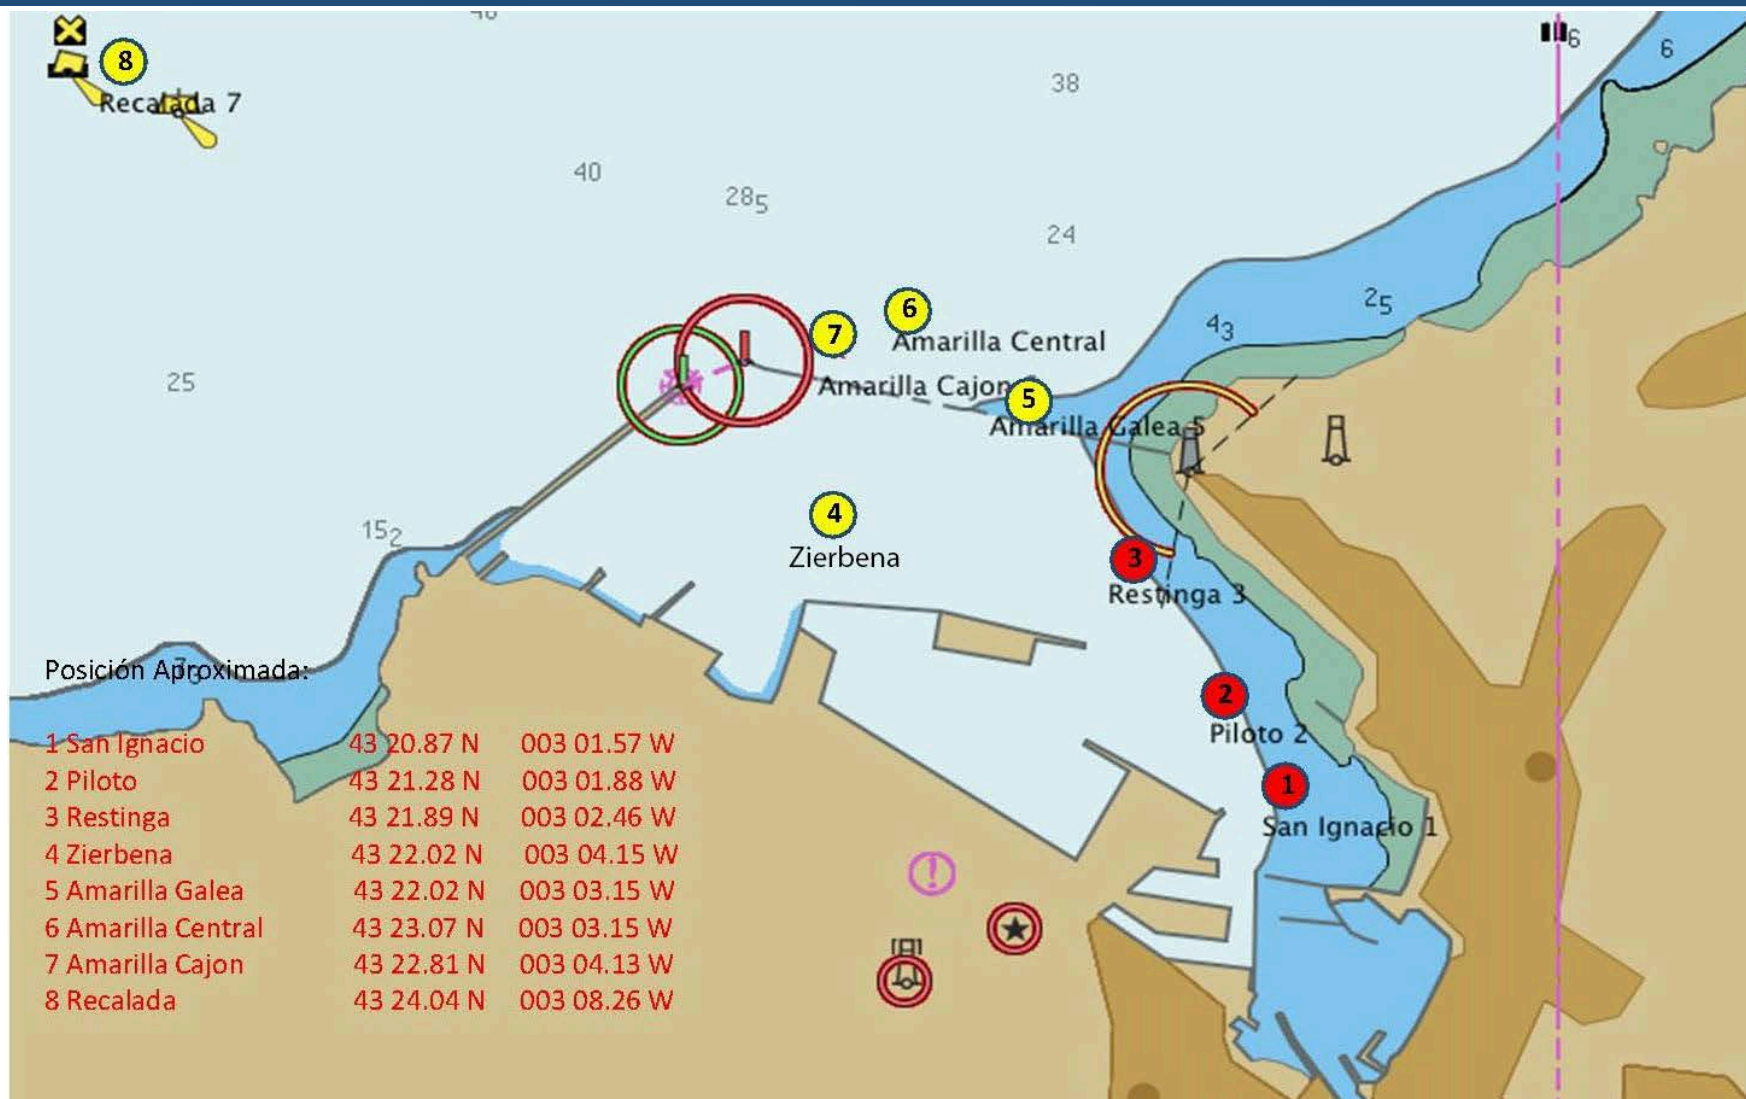 8
Recalada 7
6
6
38
40
28₅
24
6
Amarilla Central
7
2₅
4₃
25
Amarilla Cajon
5
Amarilla Galea 5
4
15₂
Zierbena
3
Restinga 3
Posición Aproximada:
2
Piloto 2
1
San Ignacio 1
1 San Ignacio 43 20.87 N 003 01.57 W
2 Piloto 43 21.28 N 003 01.88 W
3 Restinga 43 21.89 N 003 02.46 W
4 Zierbena 43 22.02 N 003 04.15 W
5 Amarilla Galea 43 22.02 N 003 03.15 W
6 Amarilla Central 43 23.07 N 003 03.15 W
7 Amarilla Cajon 43 22.81 N 003 04.13 W
8 Recalada 43 24.04 N 003 08.26 W